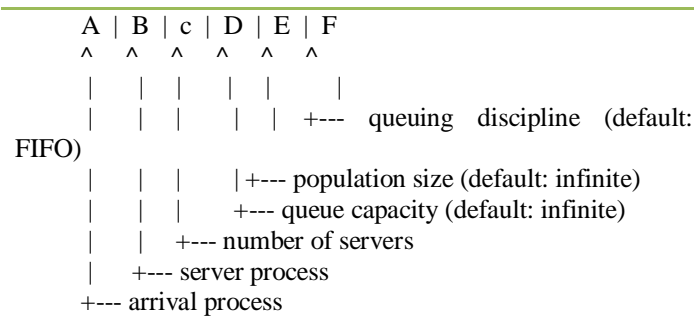 A | B | c | D | E | F
^ ^ ^ ^ ^ ^
| | | | | |
| | | | | +--- queuing discipline (default:
FIFO)
| | | | +--- population size (default: infinite)
| | | +--- queue capacity (default: infinite)
| | +--- number of servers
| +--- server process
+--- arrival process